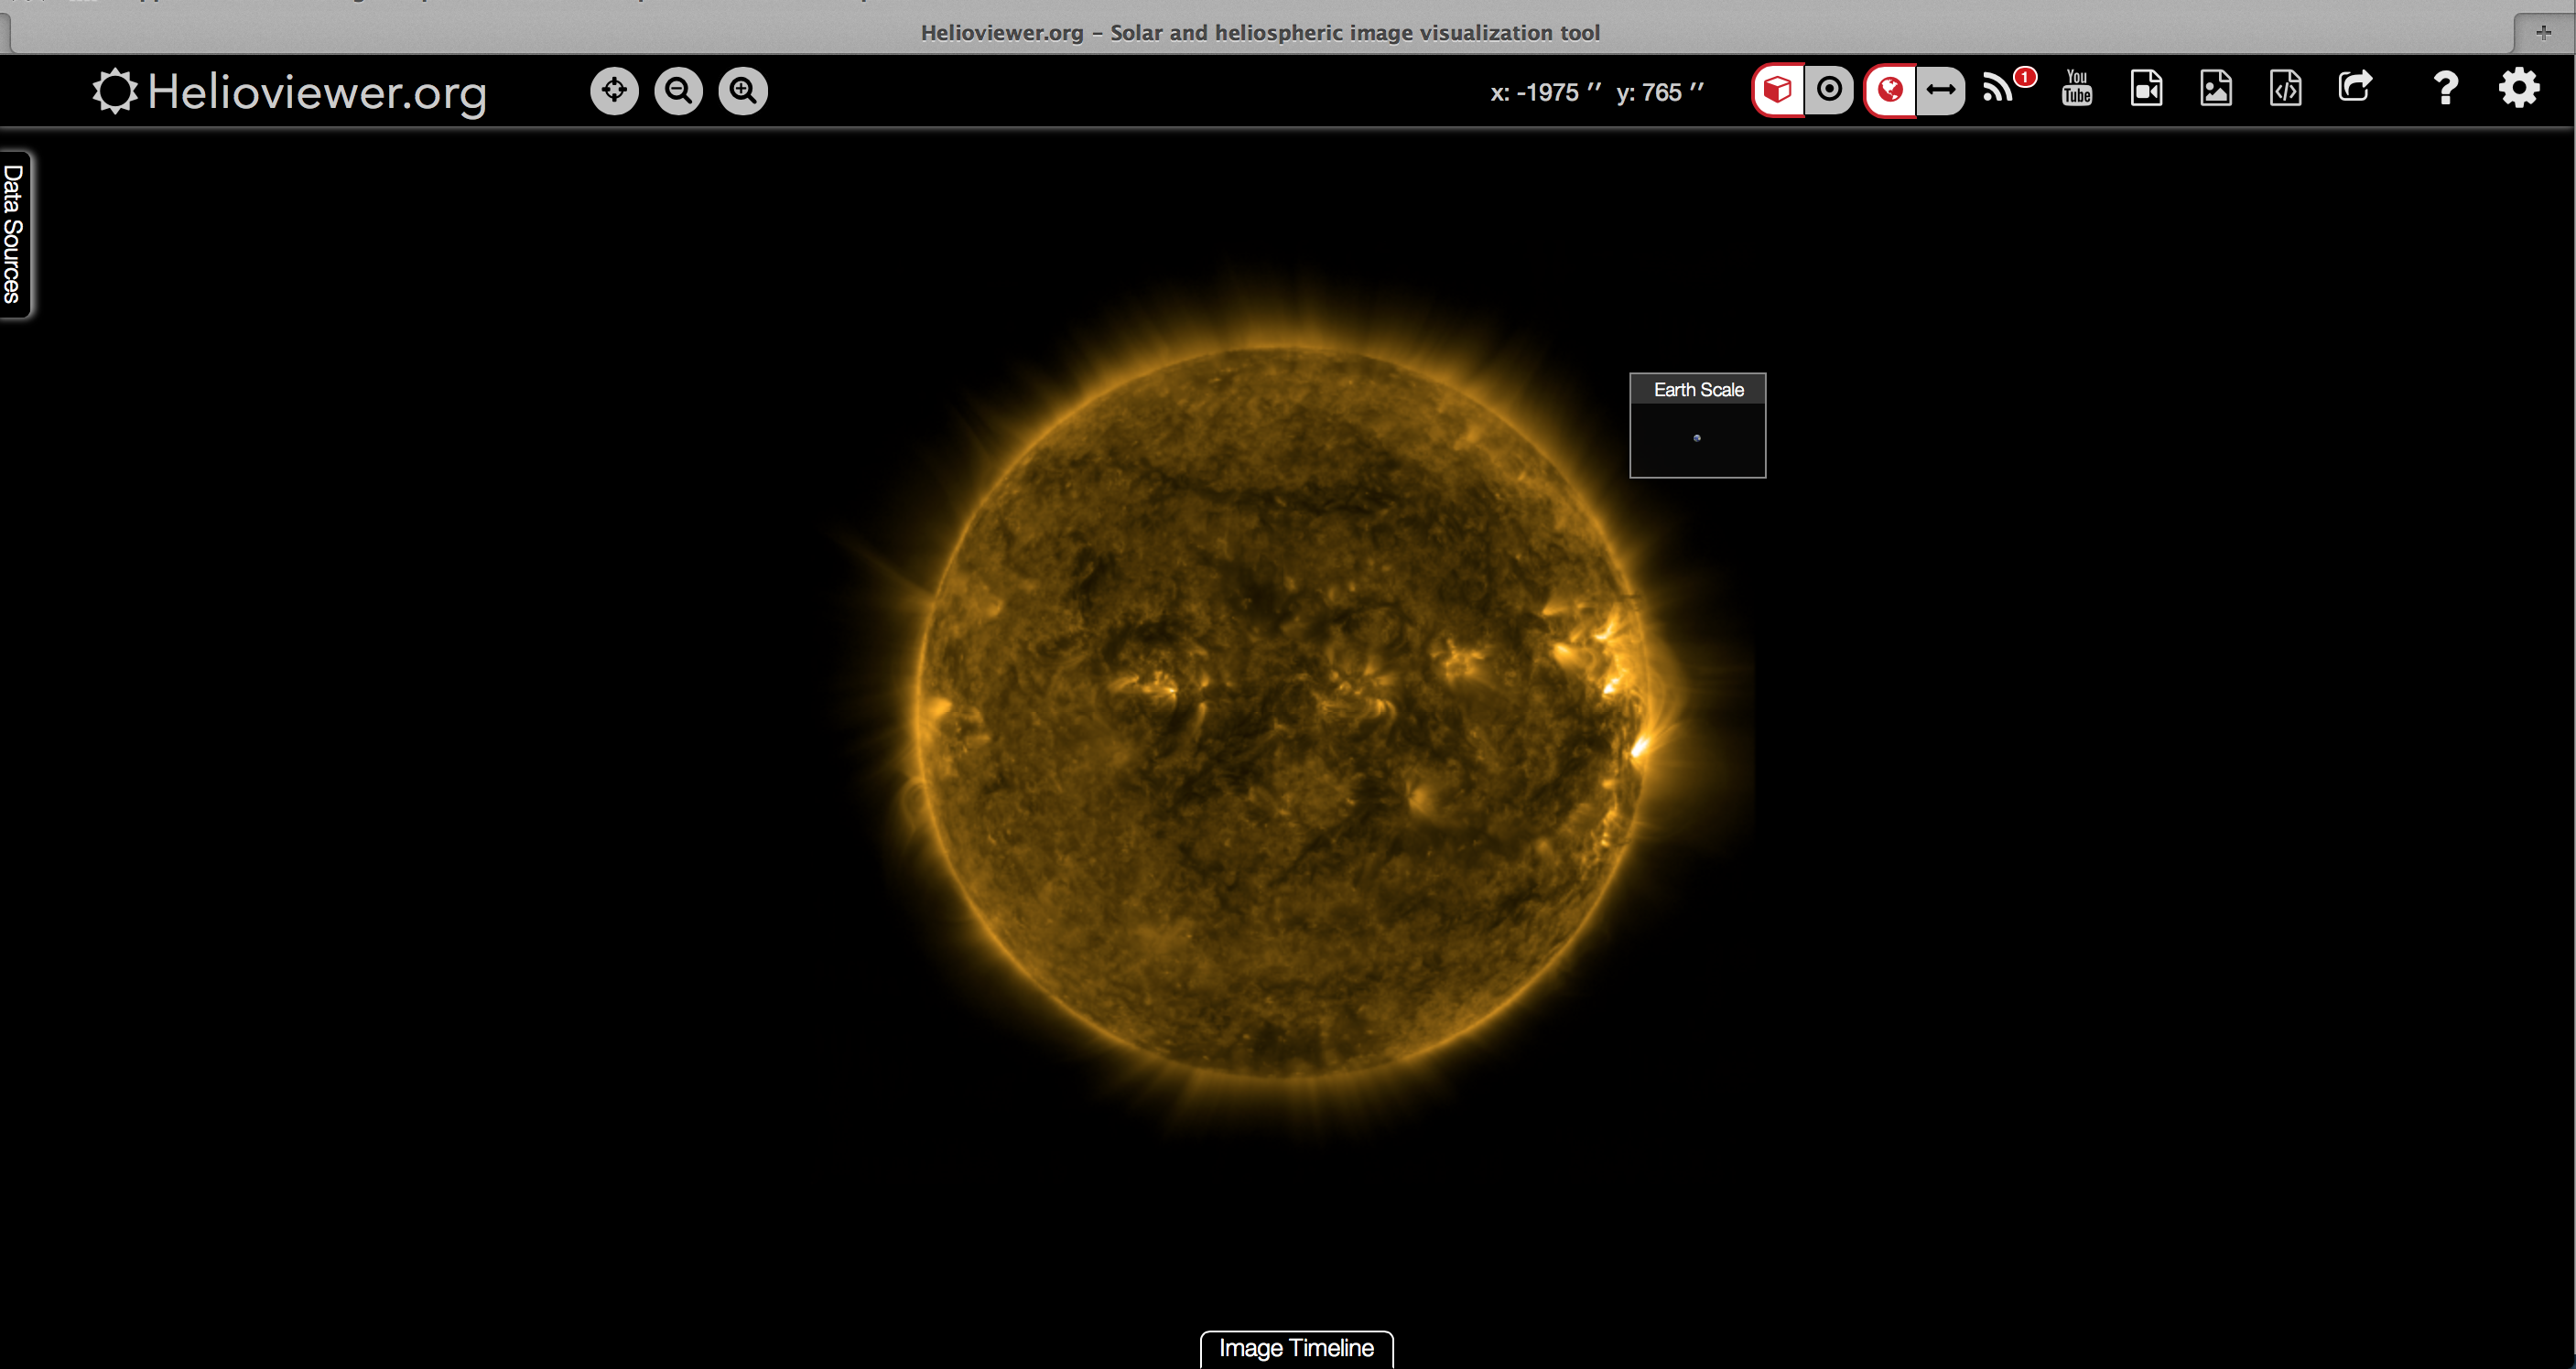 Helioviewer.org - Solar and heliospheric image visualization tool
Helioviewer.org
x: -1975 ″ y: 765 ″
1
You
Tube
Data Sources
Earth Scale
Image Timeline